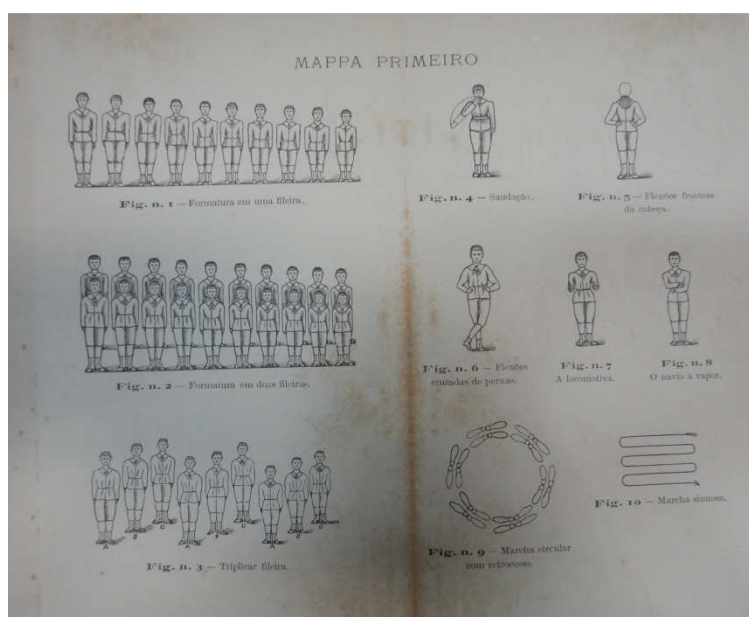 MAPPA PRIMEIRO
Fig. n. 1 — Formatura em uma fileira.
Fig. n. 4 — Saudação.
Fig. n. 5 — Flexões frontaes
da cabeça.
Fig. n. 2 — Formatura em duas fileiras.
Fig. n. 6 — Flexões
cruzadas de pernas.
Fig. n. 7
A locomotiva.
Fig. n. 8
O navio a vapor.
A B C A B C A B C
Fig. n. 3 — Triplicar fileira.
Fig. n. 9 — Marcha circular
com retrocesso.
Fig. 10 — Marcha sinuosa.